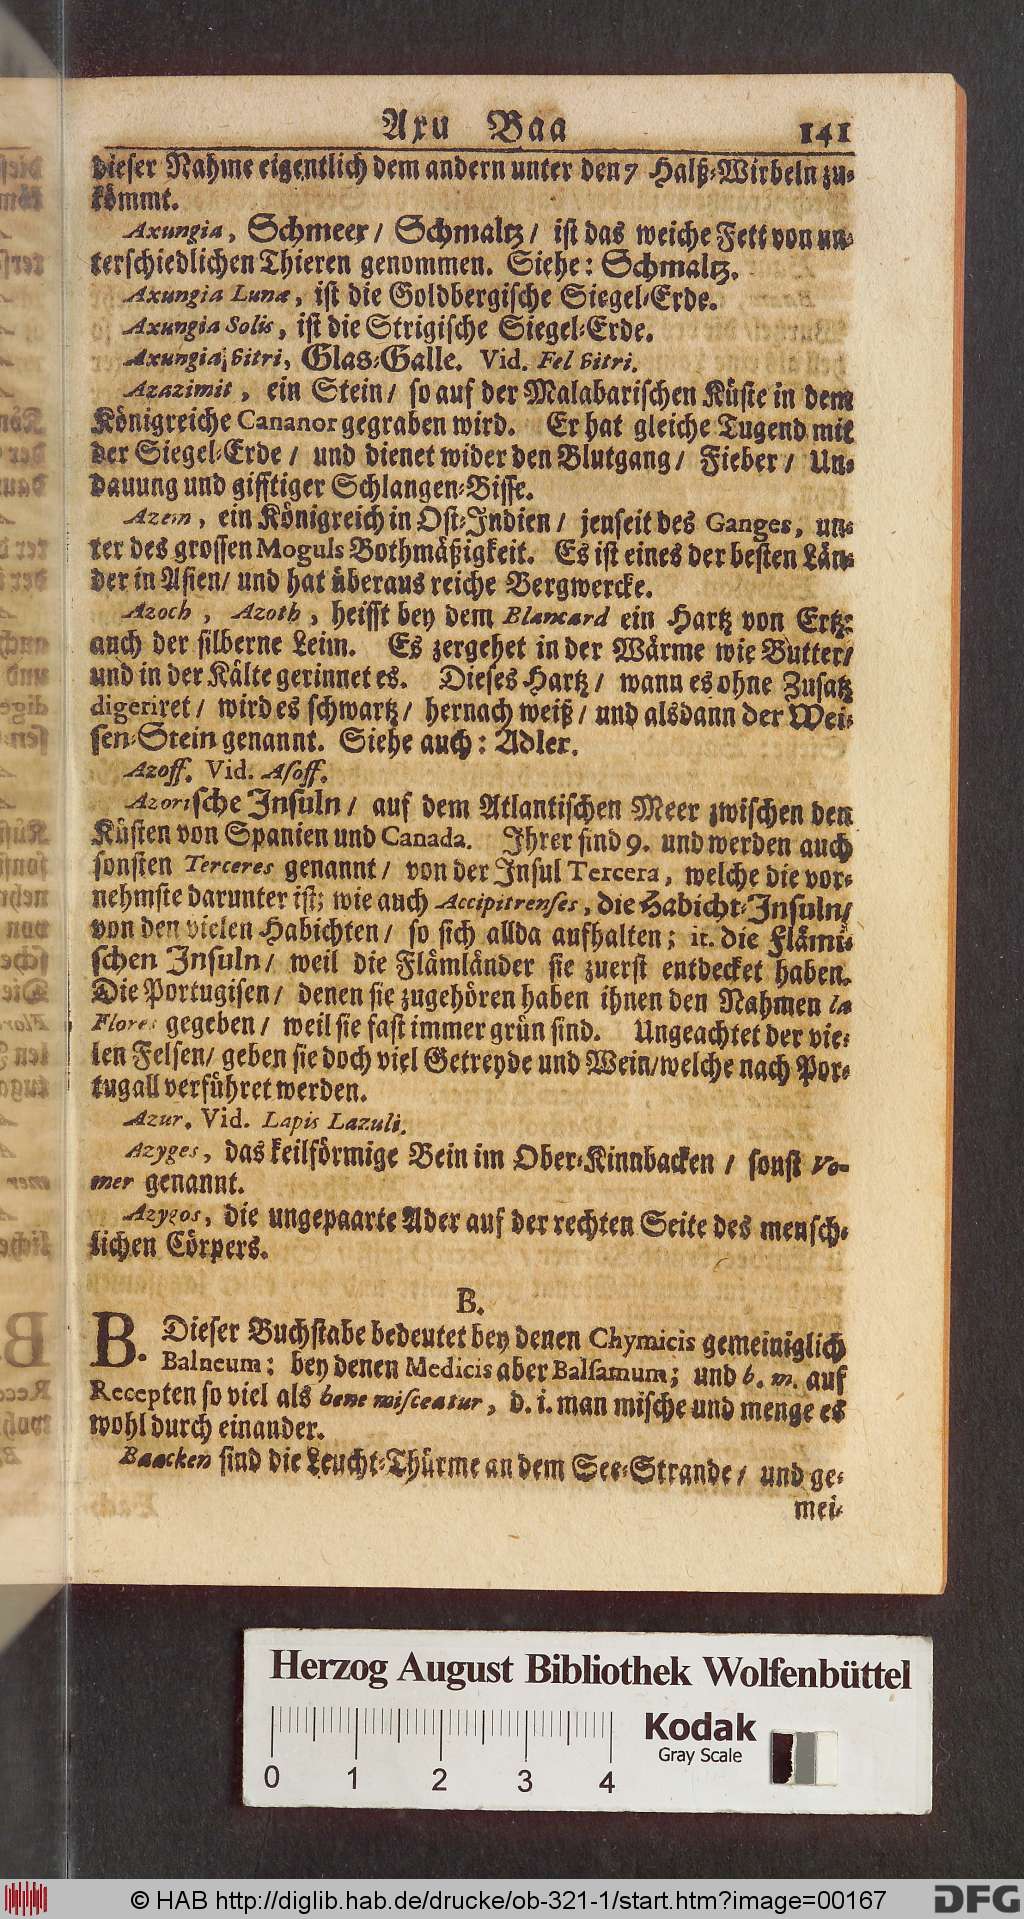 Axu Baa 141
dieser Nahme eigentlich dem andern unter den 7 Halß-Wirbeln zu-
kömmt.
Axungia, Schmeer/ Schmaltz/ ist das weiche Fett von un-
terschiedlichen Thieren genommen. Siehe: Schmaltz.
Axungia Lunæ, ist die Goldbergische Siegel-Erde.
Axungia Solis, ist die Strigische Siegel-Erde.
Axungia vitri, Glas-Galle. Vid. Fel vitri.
Azazimit, ein Stein/ so auf der Malabarischen Küste in dem
Königreiche Cananor gegraben wird. Er hat gleiche Tugend mit
der Siegel-Erde/ und dienet wider den Blutgang/ Fieber/ Un-
dauung und gifftiger Schlangen-Bisse.
Azem, ein Königreich in Ost-Indien/ jenseit des Ganges, un-
ter des grossen Moguls Bothmäßigkeit. Es ist eines der besten Län-
der in Asien/ und hat überaus reiche Bergwercke.
Azoch, Azoth, heisst bey dem Blancard ein Hartz von Ertz:
auch der silberne Leim. Es zergehet in der Wärme wie Butter/
und in der Kälte gerinnet es. Dieses Hartz/ wann es ohne Zusatz
digeriret/ wird es schwartz/ hernach weiß/ und alsdann der Wei-
sen-Stein genannt. Siehe auch: Adler.
Azoff. Vid. Asoff.
Azorische Insuln/ auf dem Atlantischen Meer zwischen den
Küsten von Spanien und Canada. Ihrer sind 9. und werden auch
sonsten Terceres genannt/ von der Insul Tercera, welche die vor-
nehmste darunter ist; wie auch Accipitrenses, die Habicht-Insuln/
von den vielen Habichten/ so sich allda aufhalten; it. die Flämi-
schen Insuln/ weil die Flämländer sie zuerst entdecket haben.
Die Portugisen/ denen sie zugehören haben ihnen den Nahmen la
Flores gegeben/ weil sie fast immer grün sind. Ungeachtet der vie-
len Felsen/ geben sie doch viel Getreyde und Wein/welche nach Por-
tugall verführet werden.
Azur. Vid. Lapis Lazuli.
Azyges, das keilförmige Bein im Ober-Kinnbacken/ sonst Vo-
mer genannt.
Azygos, die ungepaarte Ader auf der rechten Seite des mensch-
lichen Cörpers.
B.
B. Dieser Buchstabe bedeutet bey denen Chymicis gemeiniglich
Balneum: bey denen Medicis aber Balsamum; und b. m. auf
Recepten so viel als bene misceatur, d. i. man mische und menge es
wohl durch einander.
Baacken sind die Leucht-Thürme an dem See-Strande/ und ge-
mei-
Herzog August Bibliothek Wolfenbüttel
Kodak
Gray Scale
0 1 2 3 4
© HAB http://diglib.hab.de/drucke/ob-321-1/start.htm?image=00167
DFG